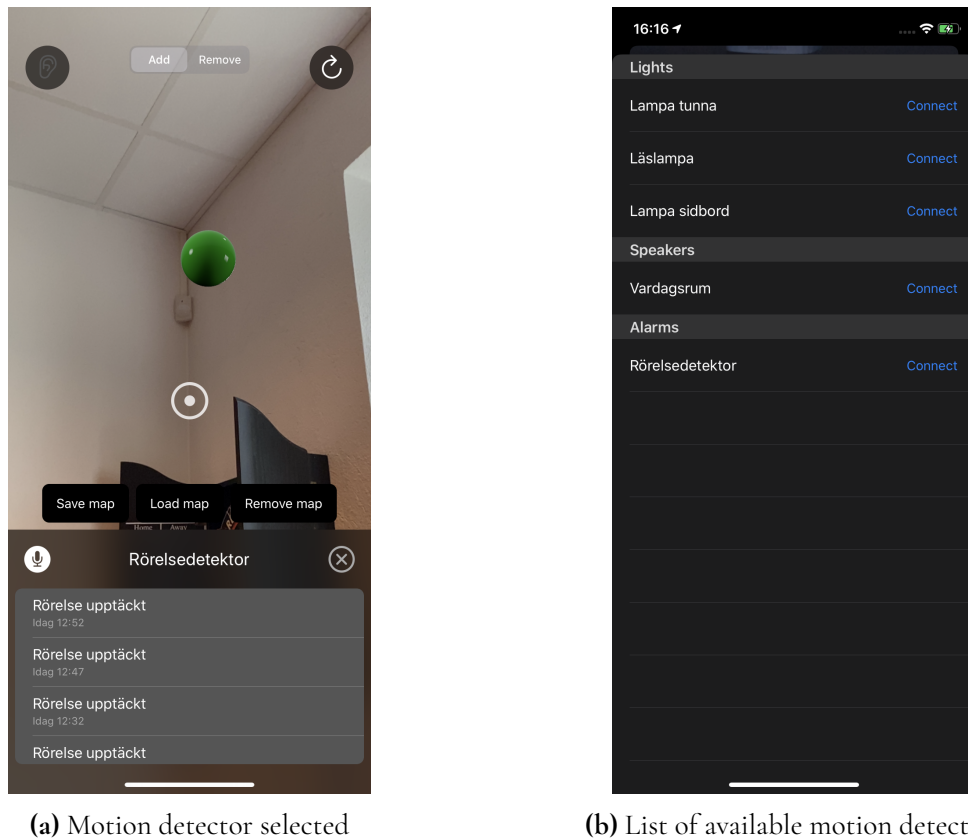 Add Remove
Save map Load map Remove map
Home Away
Rörelsedetektor
Rörelse upptäckt
Idag 12:52
Rörelse upptäckt
Idag 12:47
Rörelse upptäckt
Idag 12:32
Rörelse upptäckt
(a) Motion detector selected
16:16
Lights
Lampa tunna Connect
Läslampa Connect
Lampa sidbord Connect
Speakers
Vardagsrum Connect
Alarms
Rörelsedetektor Connect
(b) List of available motion detect